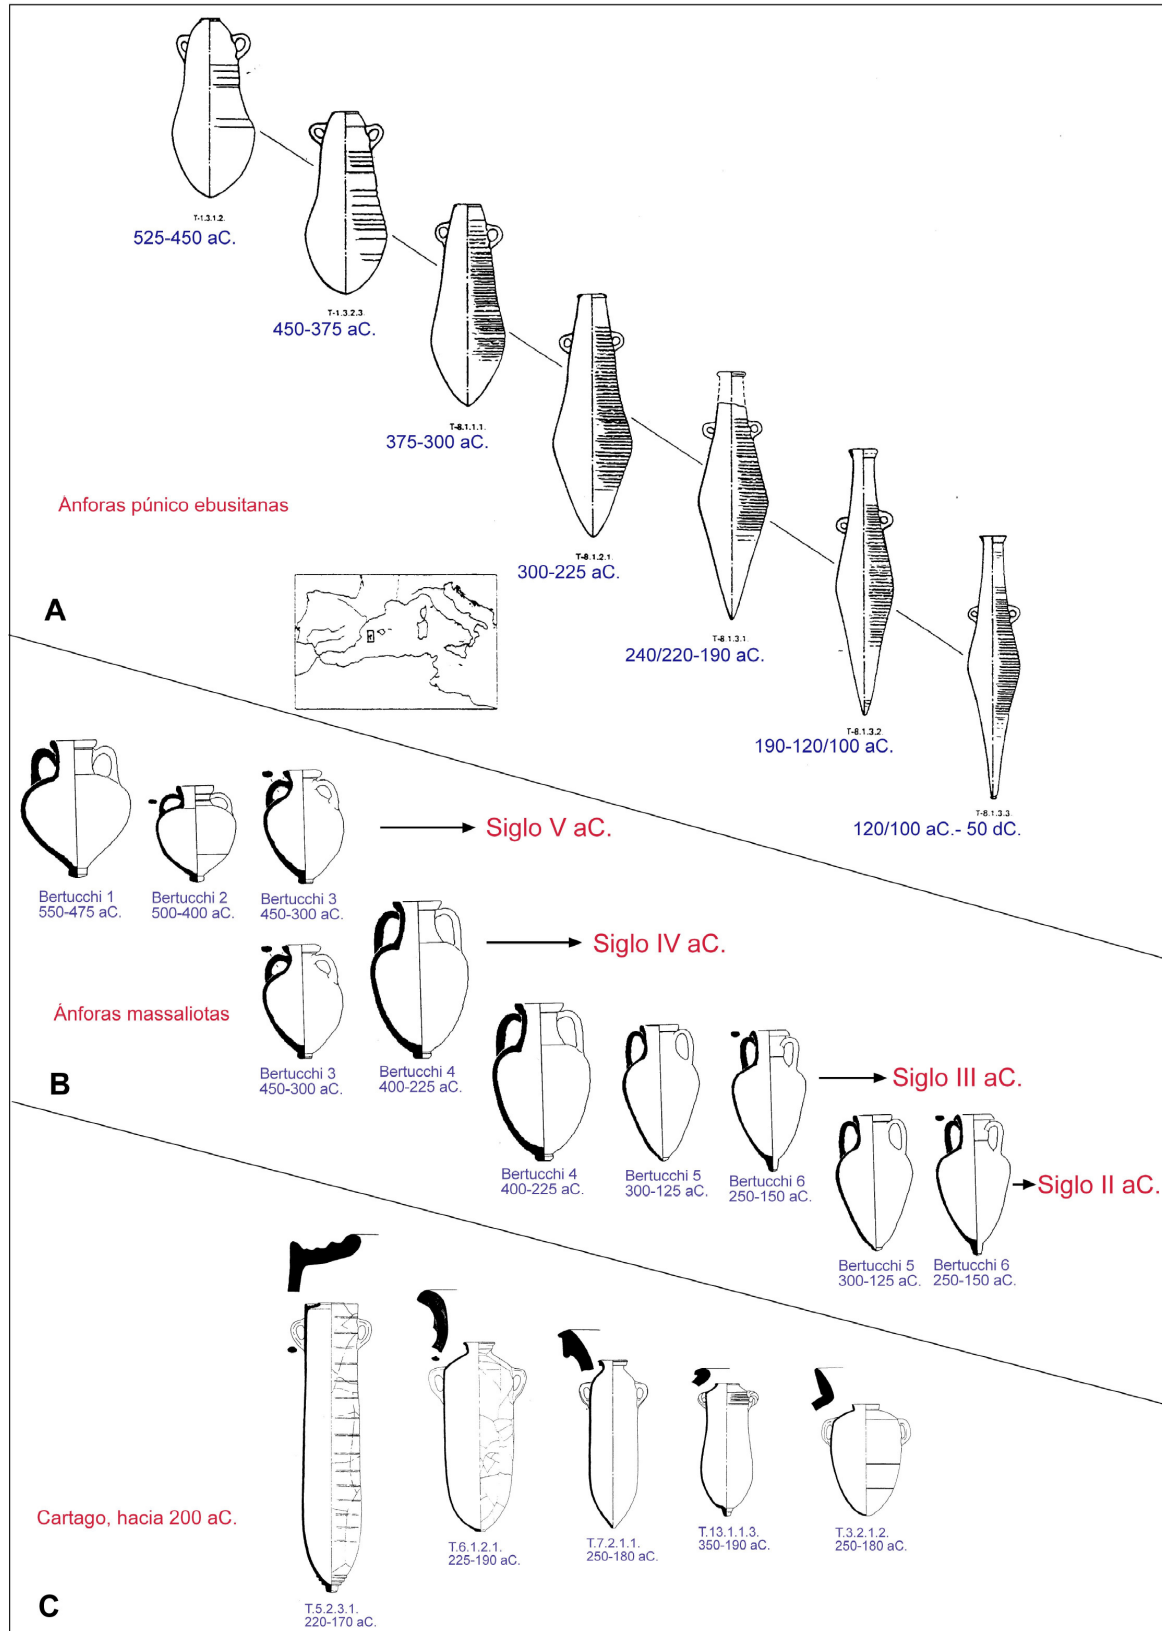 T-1.3.1.2.
525-450 aC.
T-1.3.2.3.
450-375 aC.
T-8.1.1.1.
375-300 aC.
T-8.1.2.1.
300-225 aC.
T-8.1.3.1.
240/220-190 aC.
T-8.1.3.2.
190-120/100 aC.
T-8.1.3.3.
120/100 aC.- 50 dC.
Ánforas púnico ebusitanas
A
Bertucchi 1
550-475 aC.
Bertucchi 2
500-400 aC.
Bertucchi 3
450-300 aC.
Siglo V aC.
Bertucchi 3
450-300 aC.
Bertucchi 4
400-225 aC.
Siglo IV aC.
Ánforas massaliotas
B
Bertucchi 4
400-225 aC.
Bertucchi 5
300-125 aC.
Bertucchi 6
250-150 aC.
Siglo III aC.
Bertucchi 5
300-125 aC.
Bertucchi 6
250-150 aC.
Siglo II aC.
Cartago, hacia 200 aC.
T.5.2.3.1.
220-170 aC.
T.6.1.2.1.
225-190 aC.
T.7.2.1.1.
250-180 aC.
T.13.1.1.3.
350-190 aC.
T.3.2.1.2.
250-180 aC.
C